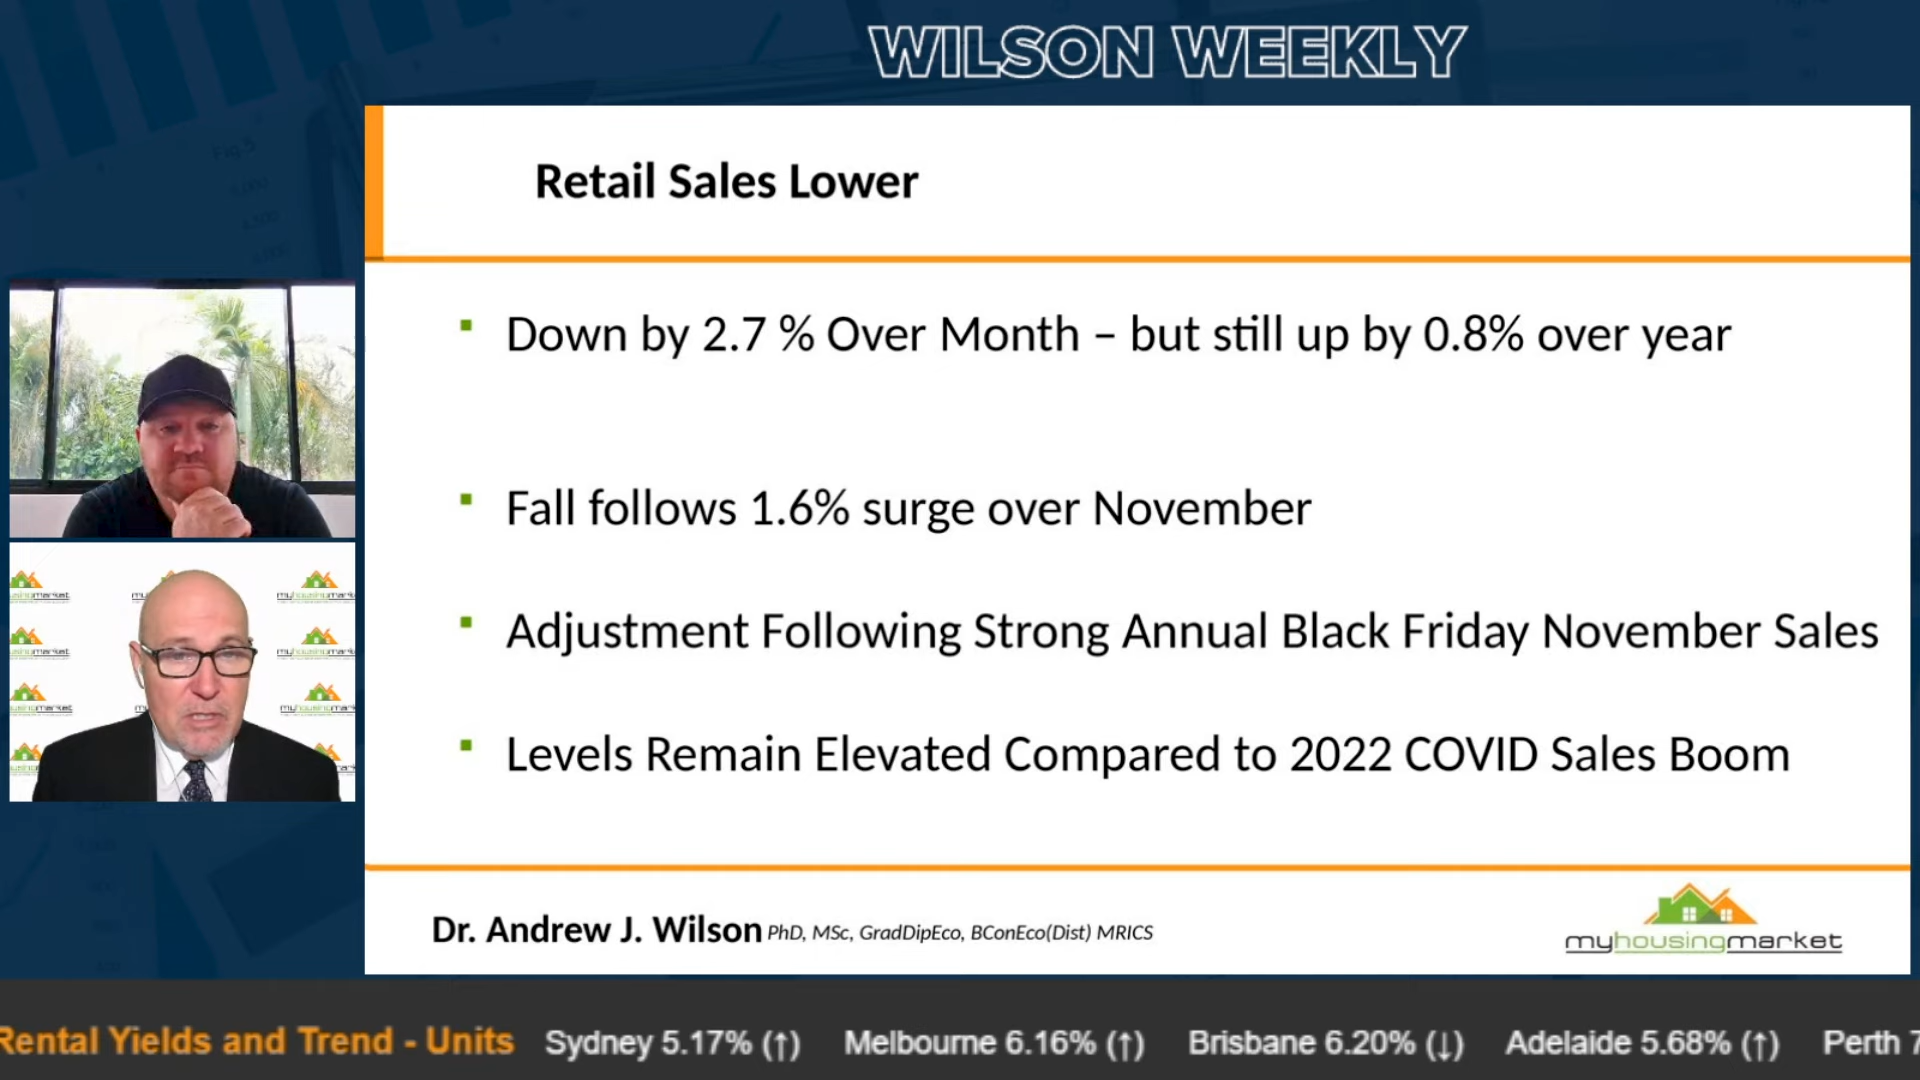 WILSON WEEKLY
Retail Sales Lower
Down by 2.7 % Over Month – but still up by 0.8% over year
Fall follows 1.6% surge over November
Adjustment Following Strong Annual Black Friday November Sales
Levels Remain Elevated Compared to 2022 COVID Sales Boom
Dr. Andrew J. Wilson PhD, MSc, GradDipEco, BConEco(Dist) MRICS
myhousingmarket
Rental Yields and Trend - Units Sydney 5.17% (↑) Melbourne 6.16% (↑) Brisbane 6.20% (↓) Adelaide 5.68% (↑) Perth 7